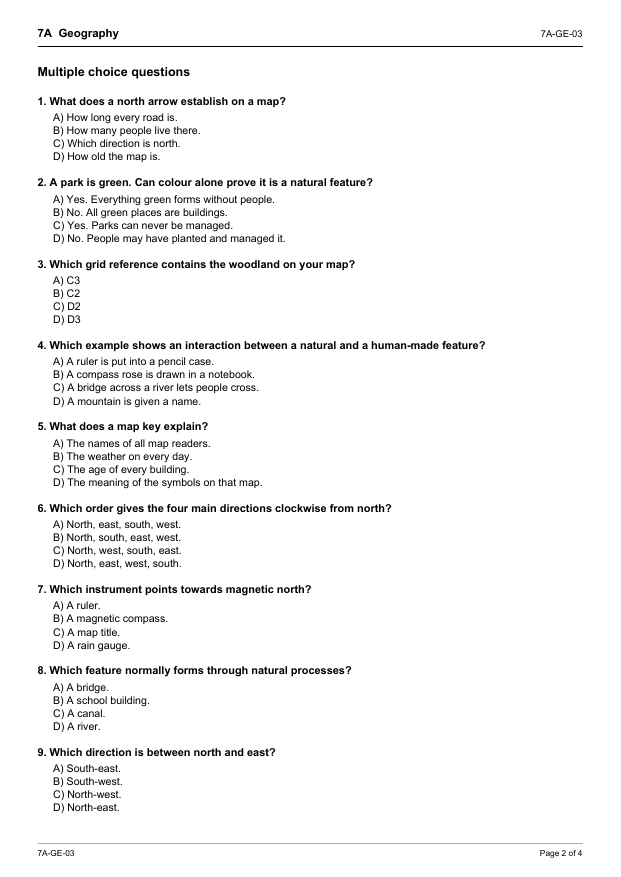 7A Geography
7A-GE-03
Multiple choice questions
1. What does a north arrow establish on a map?
A) How long every road is.
B) How many people live there.
C) Which direction is north.
D) How old the map is.
2. A park is green. Can colour alone prove it is a natural feature?
A) Yes. Everything green forms without people.
B) No. All green places are buildings.
C) Yes. Parks can never be managed.
D) No. People may have planted and managed it.
3. Which grid reference contains the woodland on your map?
A) C3
B) C2
C) D2
D) D3
4. Which example shows an interaction between a natural and a human-made feature?
A) A ruler is put into a pencil case.
B) A compass rose is drawn in a notebook.
C) A bridge across a river lets people cross.
D) A mountain is given a name.
5. What does a map key explain?
A) The names of all map readers.
B) The weather on every day.
C) The age of every building.
D) The meaning of the symbols on that map.
6. Which order gives the four main directions clockwise from north?
A) North, east, south, west.
B) North, south, east, west.
C) North, west, south, east.
D) North, east, west, south.
7. Which instrument points towards magnetic north?
A) A ruler.
B) A magnetic compass.
C) A map title.
D) A rain gauge.
8. Which feature normally forms through natural processes?
A) A bridge.
B) A school building.
C) A canal.
D) A river.
9. Which direction is between north and east?
A) South-east.
B) South-west.
C) North-west.
D) North-east.
7A-GE-03
Page 2 of 4